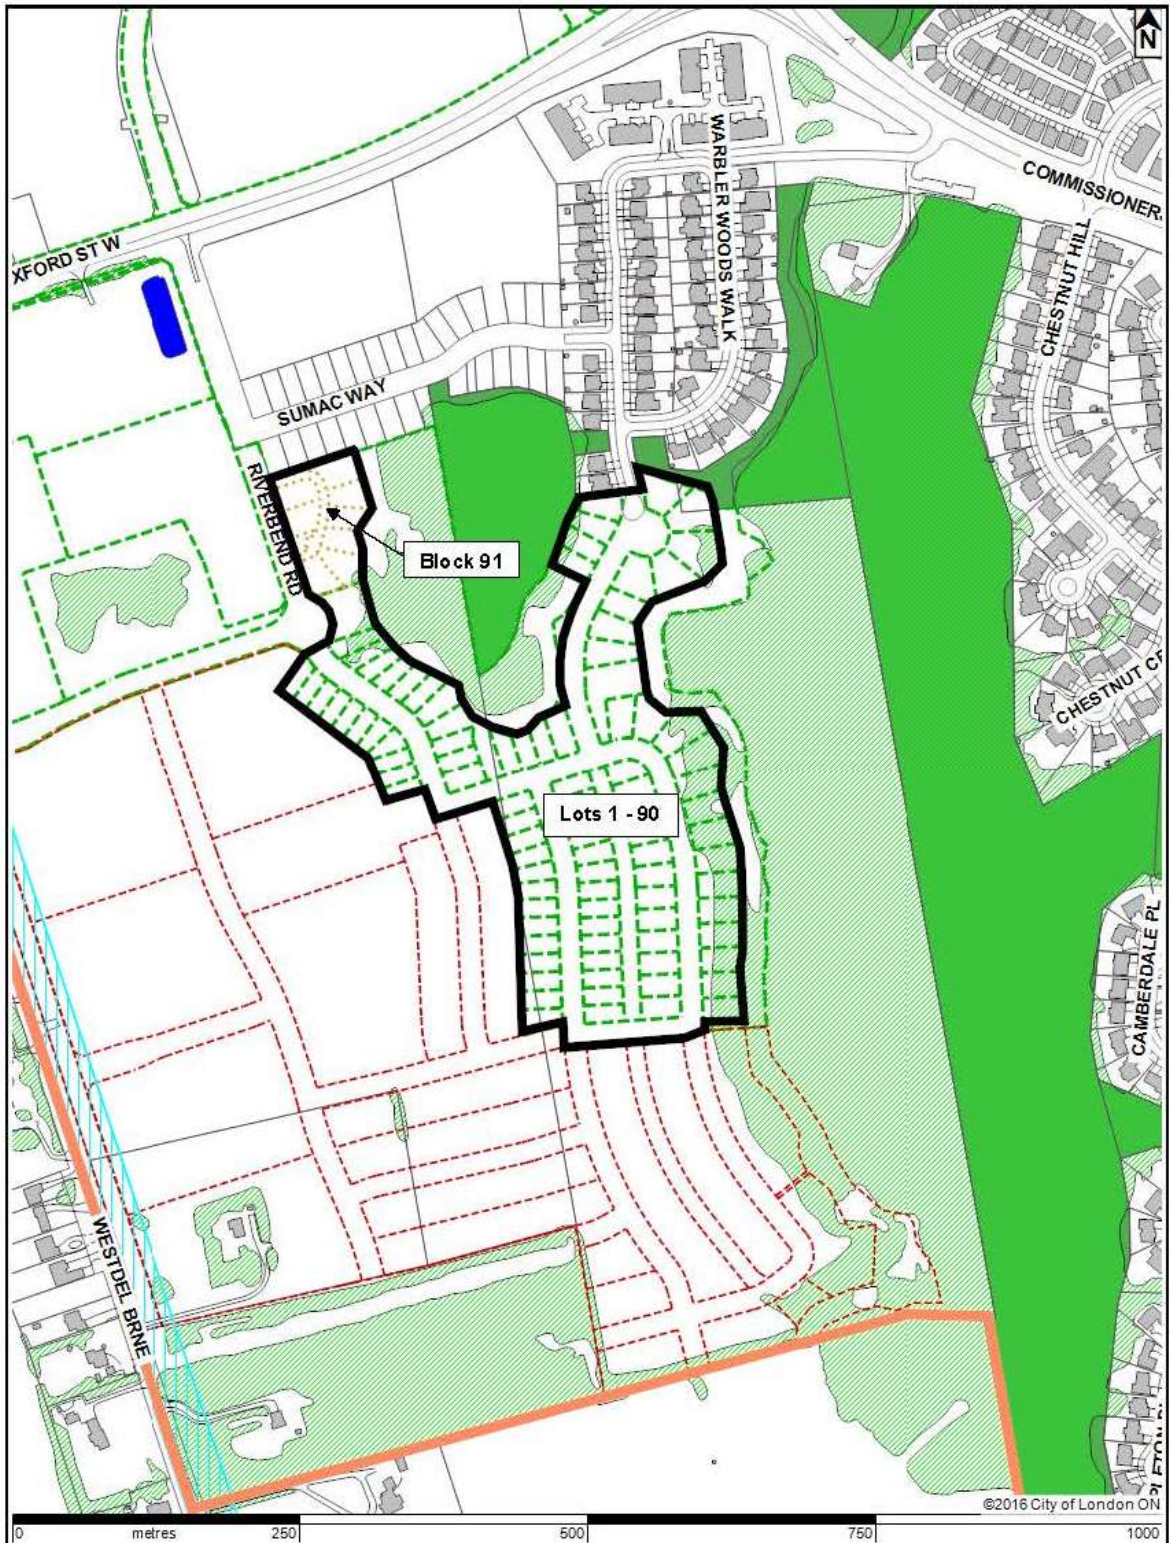 N
WARBLER WOODS WALK
COMMISSIONER
XFORD ST W
CHESTNUT HILL
SUMAC WAY
RIVERBEND RD
Block 91
CHESTNUT CR
Lots 1 - 90
CAMBERDALE PL
WESTDEL BRNE
©2016 City of London ON
0 metres 250 500 750 1000